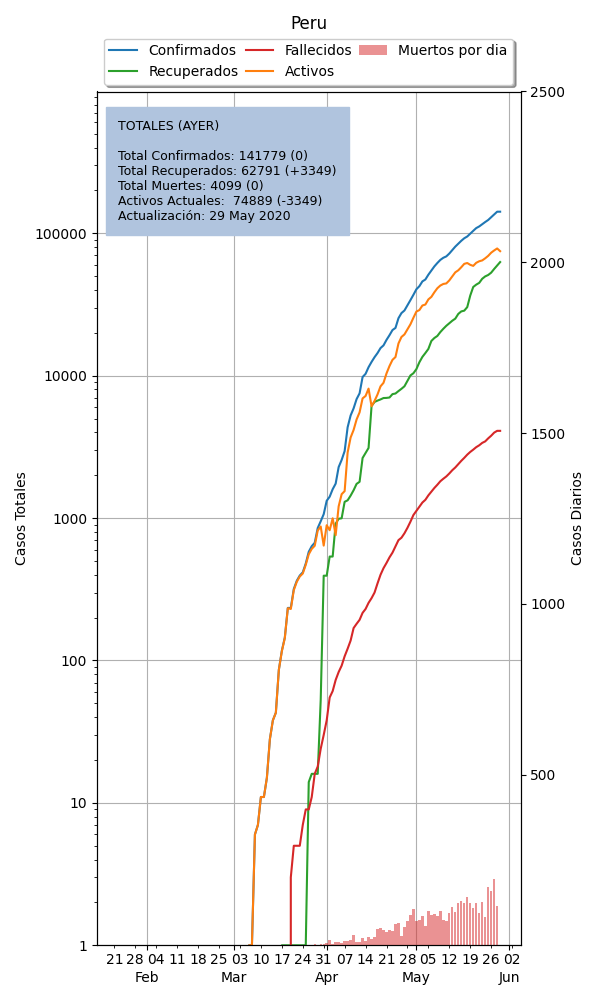 Peru
Confirmados Fallecidos Muertos por dia
Recuperados Activos
TOTALES (AYER)
Total Confirmados: 141779 (0)
Total Recuperados: 62791 (+3349)
Total Muertes: 4099 (0)
Activos Actuales: 74889 (-3349)
Actualización: 29 May 2020
Casos Totales
100000
10000
1000
100
10
1
2500
2000
1500
1000
500
Casos Diarios
21 28 04 11 18 25 03 10 17 24 31 07 14 21 28 05 12 19 26 02
Feb Mar Apr May Jun